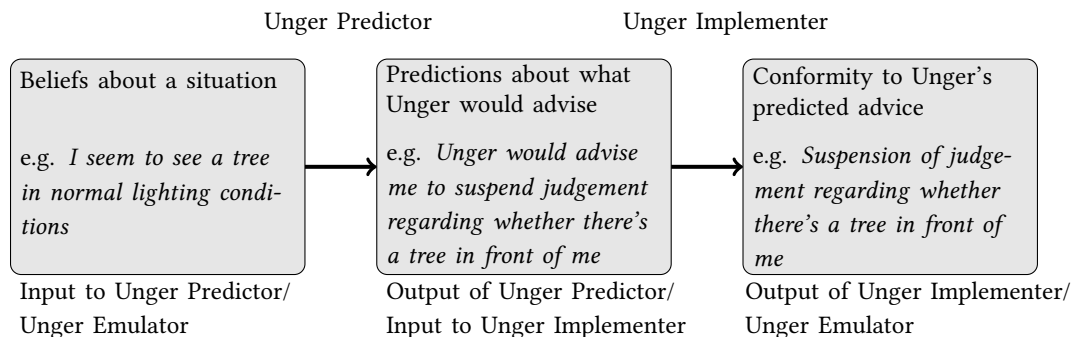 Unger Predictor
Unger Implementer
Beliefs about a situation
e.g. I seem to see a tree
in normal lighting condi-
tions
Input to Unger Predictor/
Unger Emulator
Predictions about what
Unger would advise
e.g. Unger would advise
me to suspend judgement
regarding whether there's
a tree in front of me
Output of Unger Predictor/
Input to Unger Implementer
Conformity to Unger's
predicted advice
e.g. Suspension of judge-
ment regarding whether
there's a tree in front of
me
Output of Unger Implementer/
Unger Emulator